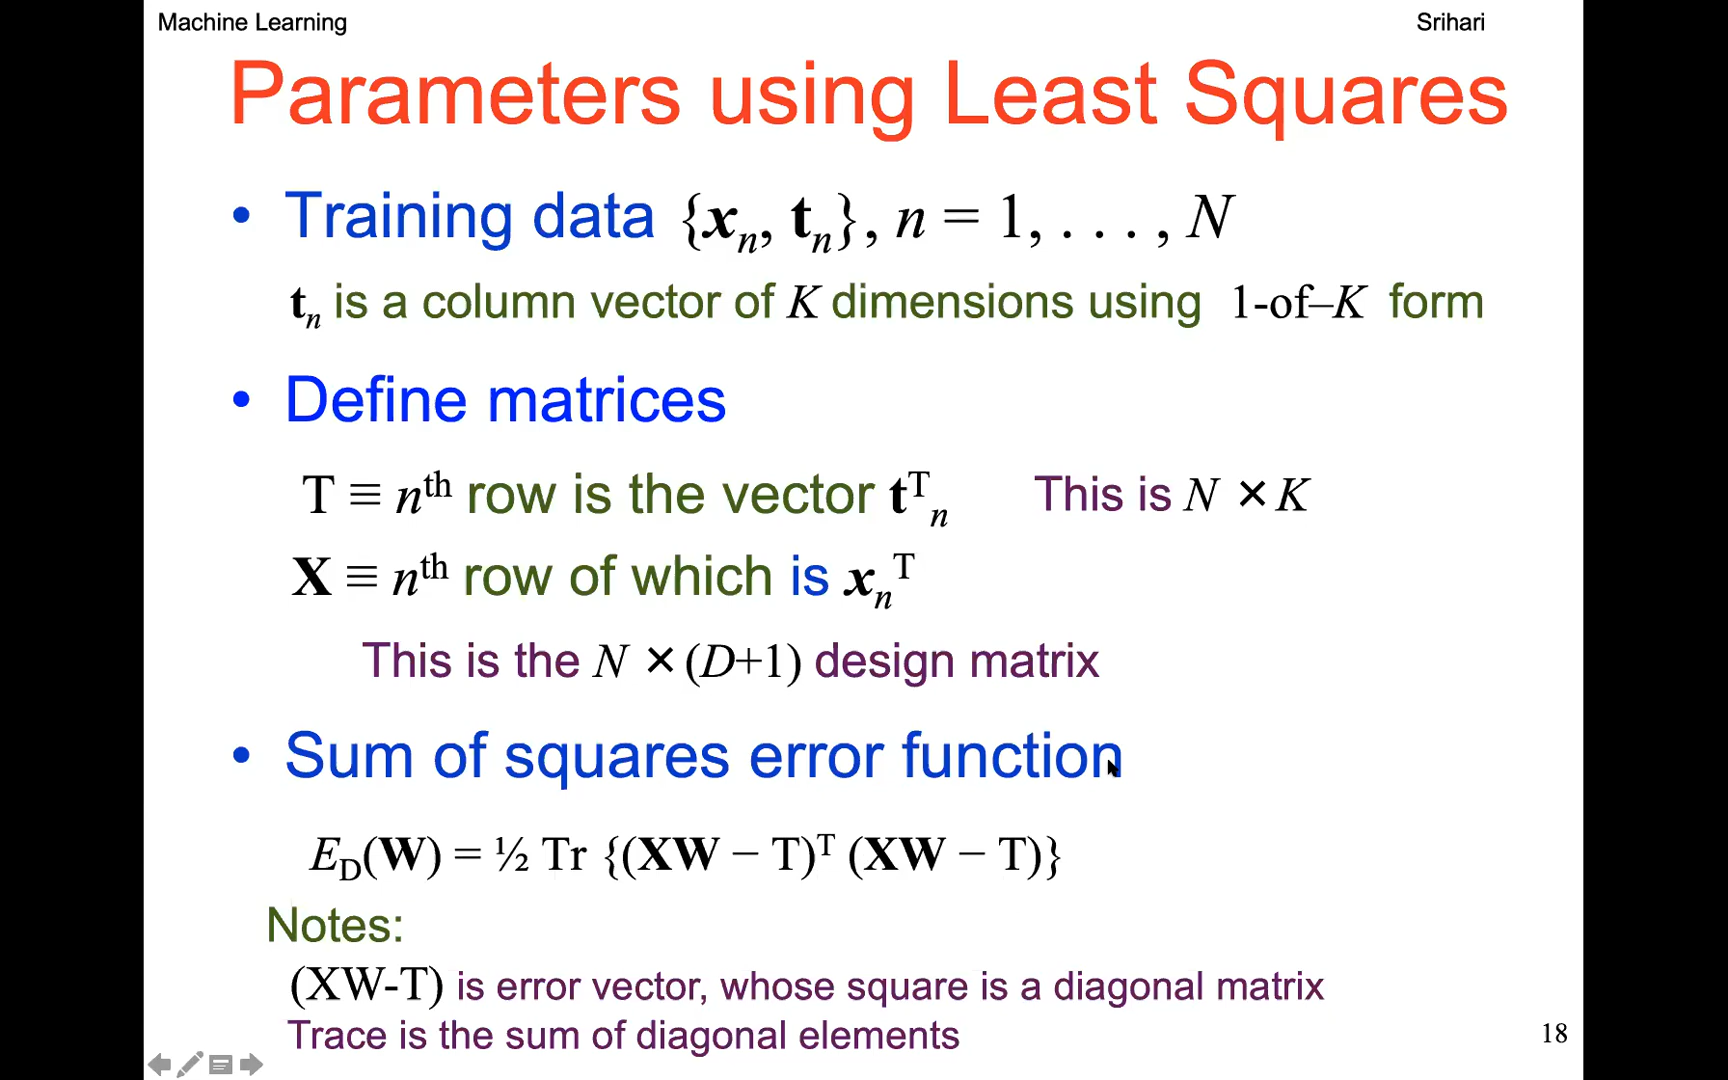 Machine Learning
Srihari
Parameters using Least Squares
• Training data {xₙ, tₙ}, n = 1, . . . , N
tₙ is a column vector of K dimensions using 1-of–K form
• Define matrices
T ≡ nᵗʰ row is the vector tᵀₙ This is N × K
X ≡ nᵗʰ row of which is xₙᵀ
This is the N × (D+1) design matrix
• Sum of squares error function
E_D(W) = ½ Tr {(XW − T)ᵀ (XW − T)}
Notes:
(XW-T) is error vector, whose square is a diagonal matrix
Trace is the sum of diagonal elements
18